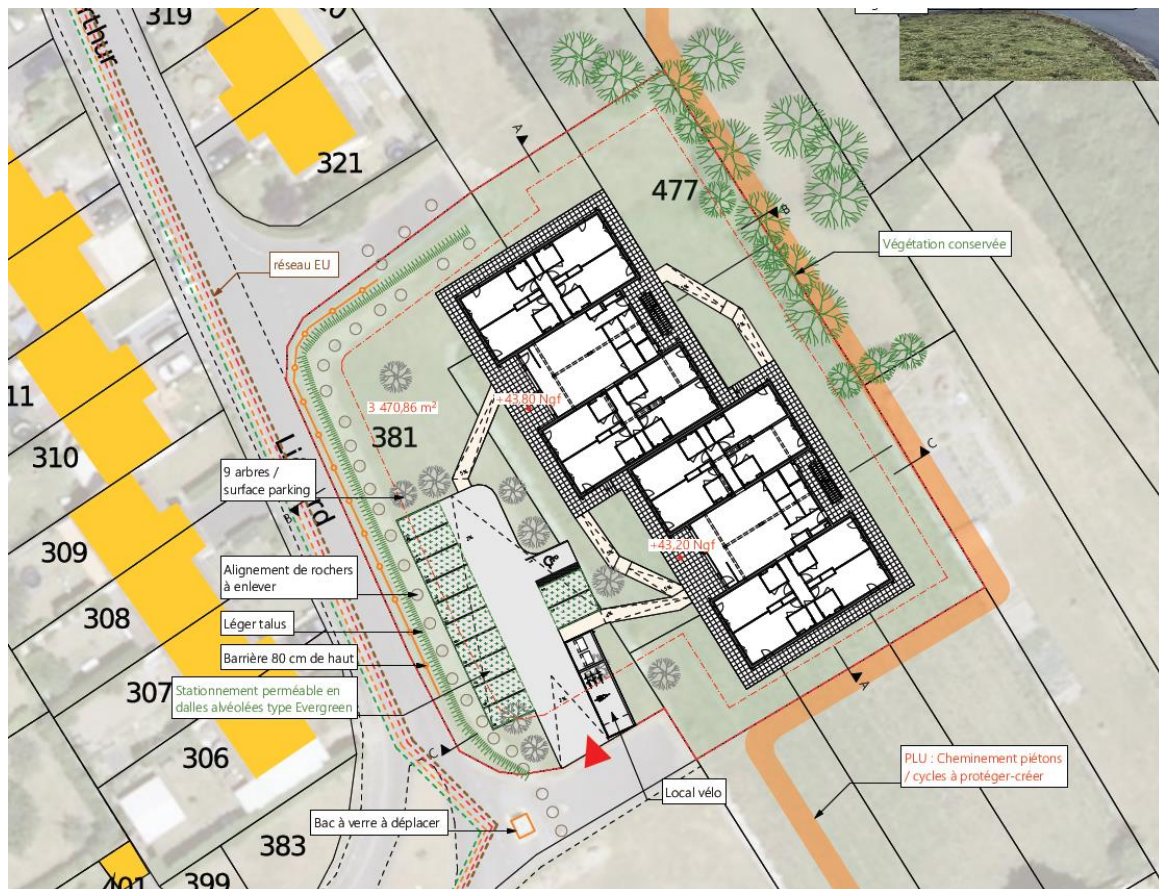 319
Arthur
321
477
réseau EU
Végétation conservée
311
310
+43,80 Ngf
3 470,86 m²
381
9 arbres /
surface parking
309
+43,20 Ngf
Alignement de rochers
à enlever
308
Léger talus
Barrière 80 cm de haut
307
Stationnement perméable en
dalles alvéolées type Evergreen
306
PLU : Cheminement piétons
/ cycles à protéger-créer
Local vélo
Bac à verre à déplacer
383
399
401
A
B
C
B
C
A